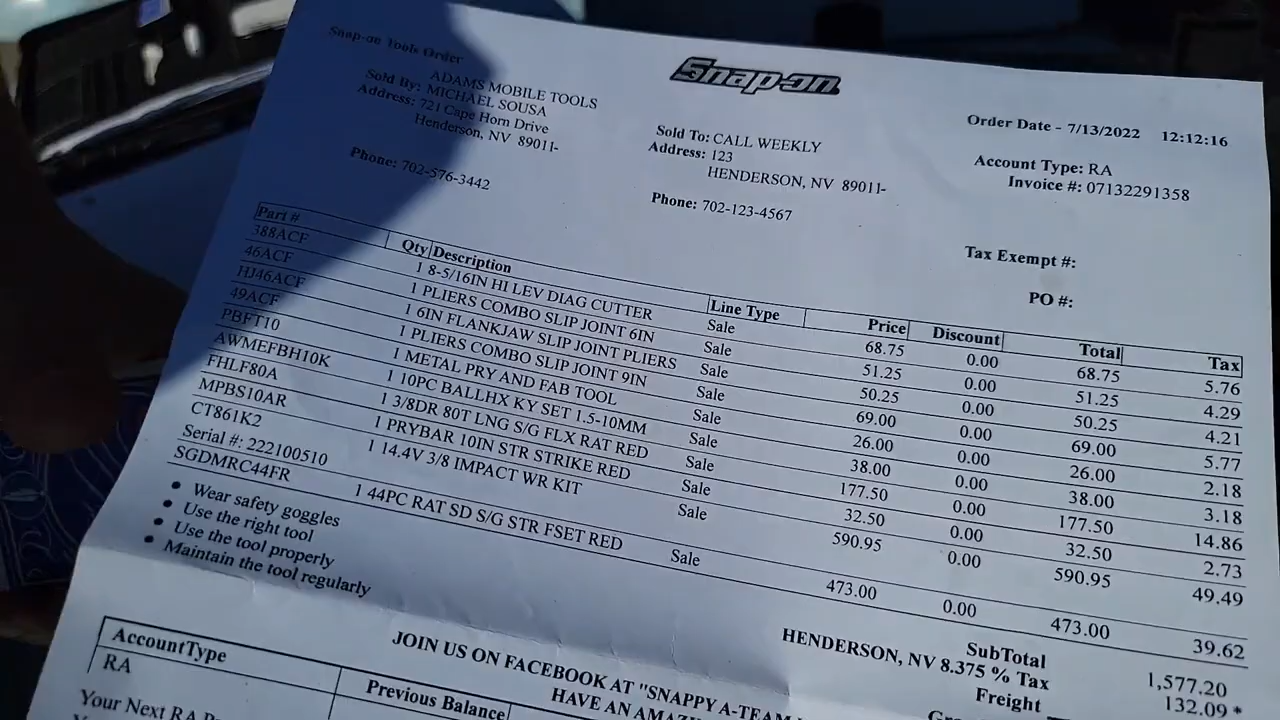 Snap-on Tools Order
Snap-on
Sold By: ADAMS MOBILE TOOLS
MICHAEL SOUSA
Address: 721 Cape Horn Drive
Henderson, NV 89011-
Phone: 702-576-3442
Sold To: CALL WEEKLY
Address: 123
HENDERSON, NV 89011-
Phone: 702-123-4567
Order Date - 7/13/2022 12:12:16
Account Type: RA
Invoice #: 07132291358
Tax Exempt #:
PO #:
Part # Qty Description Line Type Price Discount Total Tax
388ACF 1 8-5/16IN HI LEV DIAG CUTTER Sale 68.75 0.00 68.75 5.76
46ACF 1 PLIERS COMBO SLIP JOINT 6IN Sale 51.25 0.00 51.25 4.29
HJ46ACF 1 6IN FLANKJAW SLIP JOINT PLIERS Sale 50.25 0.00 50.25 4.21
49ACF 1 PLIERS COMBO SLIP JOINT 9IN Sale 69.00 0.00 69.00 5.77
PBFT10 1 METAL PRY AND FAB TOOL Sale 26.00 0.00 26.00 2.18
AWMEFBH10K 1 10PC BALLHX KY SET 1.5-10MM Sale 38.00 0.00 38.00 3.18
FHLF80A 1 3/8DR 80T LNG S/G FLX RAT RED Sale 177.50 0.00 177.50 14.86
MPBS10AR 1 PRYBAR 10IN STR STRIKE RED Sale 32.50 0.00 32.50 2.73
CT861K2 1 14.4V 3/8 IMPACT WR KIT Sale 590.95 0.00 590.95 49.49
Serial #: 222100510
SGDMRC44FR 1 44PC RAT SD S/G STR FSET RED Sale 473.00 0.00 473.00 39.62
• Wear safety goggles
• Use the right tool
• Use the tool properly
• Maintain the tool regularly
SubTotal 1,577.20
HENDERSON, NV 8.375 % Tax 132.09 *
Freight
JOIN US ON FACEBOOK AT "SNAPPY A-TEAM
HAVE AN
AccountType Previous Balance
RA
Your Next RA